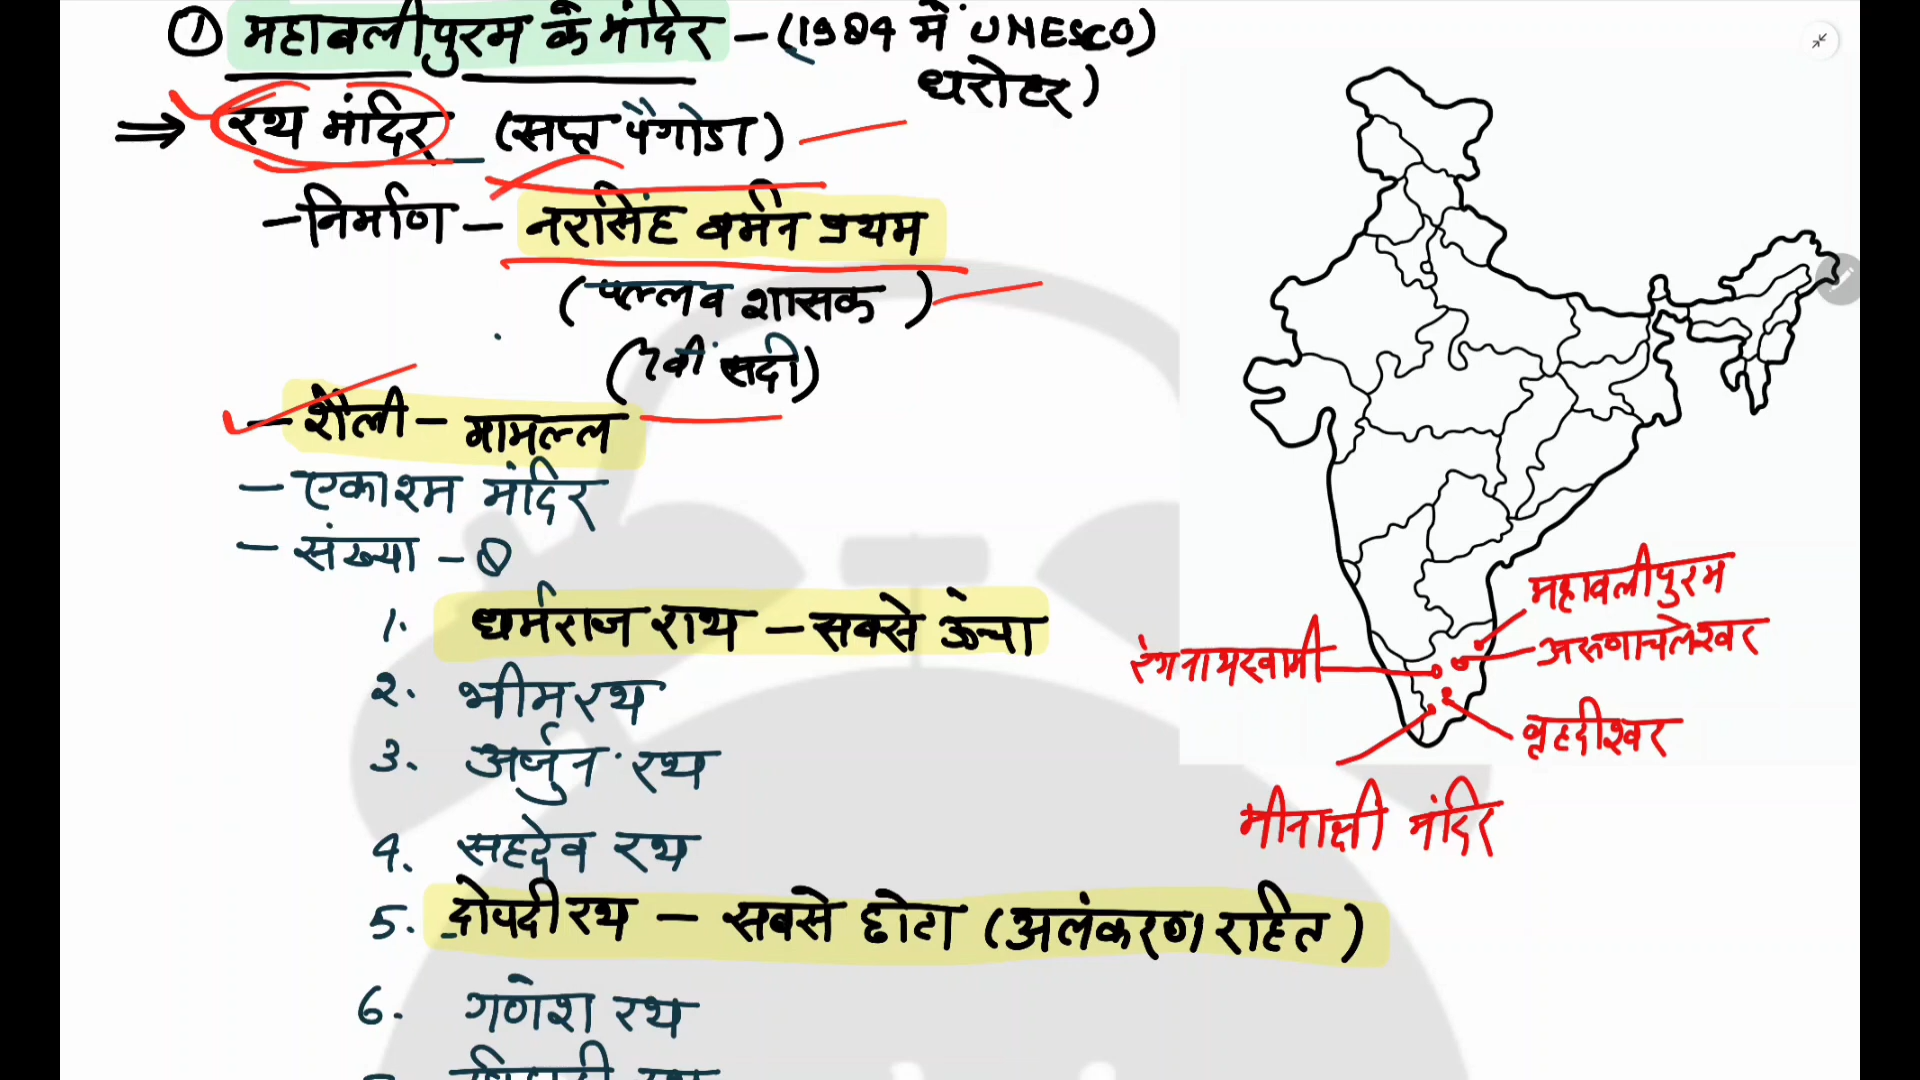 ① महाबलीपुरम के मंदिर – (1984 में UNESCO)
धरोहर)
⇒ रथ मंदिर (सप्त पैगोडा)
– निर्माण – नरसिंह वर्मन प्रथम
(पल्लव शासक)
(7वीं सदी)
– शैली – मामल्ल
– एकाश्म मंदिर
– संख्या –
1. धर्मराज राथ – सबसे ऊंचा
2. भीम रथ
3. अर्जुन रथ
4. सहदेव रथ
5. द्रोपदी रथ – सबसे छोटा (अलंकरण रहित)
6. गणेश रथ
महाबलीपुरम
अरुणाचलेश्वर
रंगनाथस्वामी
वृहदीश्वर
मीनाक्षी मंदिर